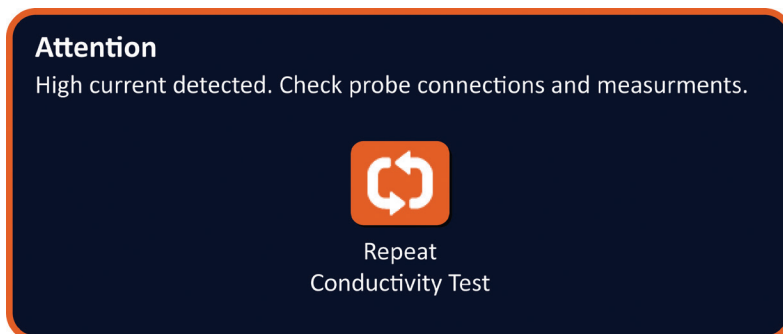 Attention
High current detected. Check probe connections and measurments.
Repeat
Conductivity Test